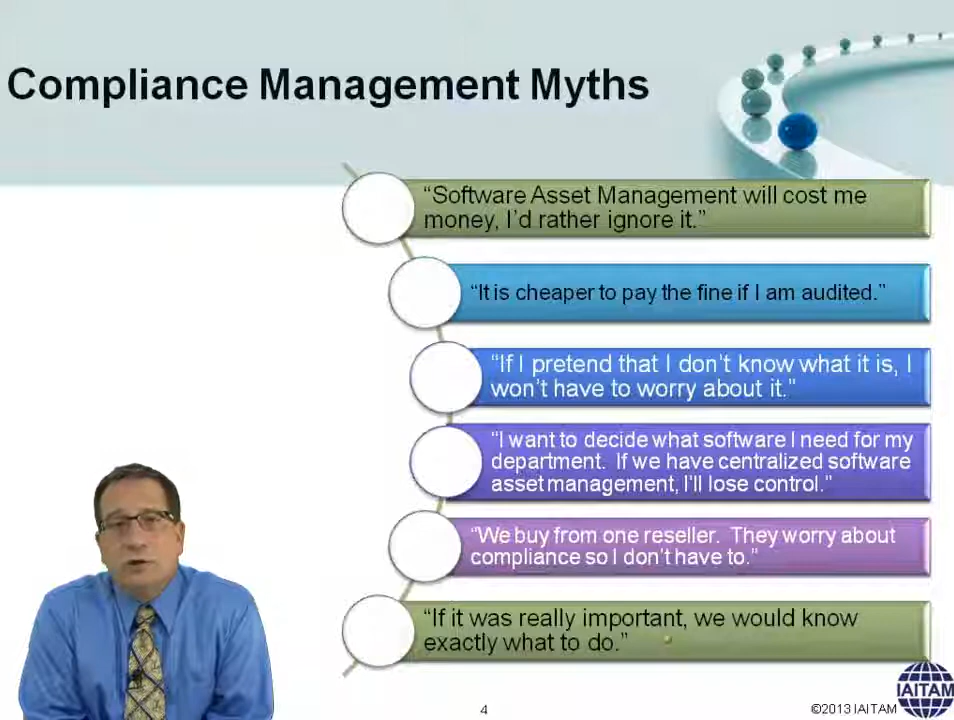 Compliance Management Myths
“Software Asset Management will cost me
money, I’d rather ignore it.”
“It is cheaper to pay the fine if I am audited.”
“If I pretend that I don’t know what it is, I
won’t have to worry about it."
“I want to decide what software I need for my
department.  If we have centralized software
asset management, I’ll lose control."
“We buy from one reseller.  They worry about
compliance so I don’t have to.”
“If it was really important, we would know
exactly what to do.”
4
©2013 IAITAM
IAITAM